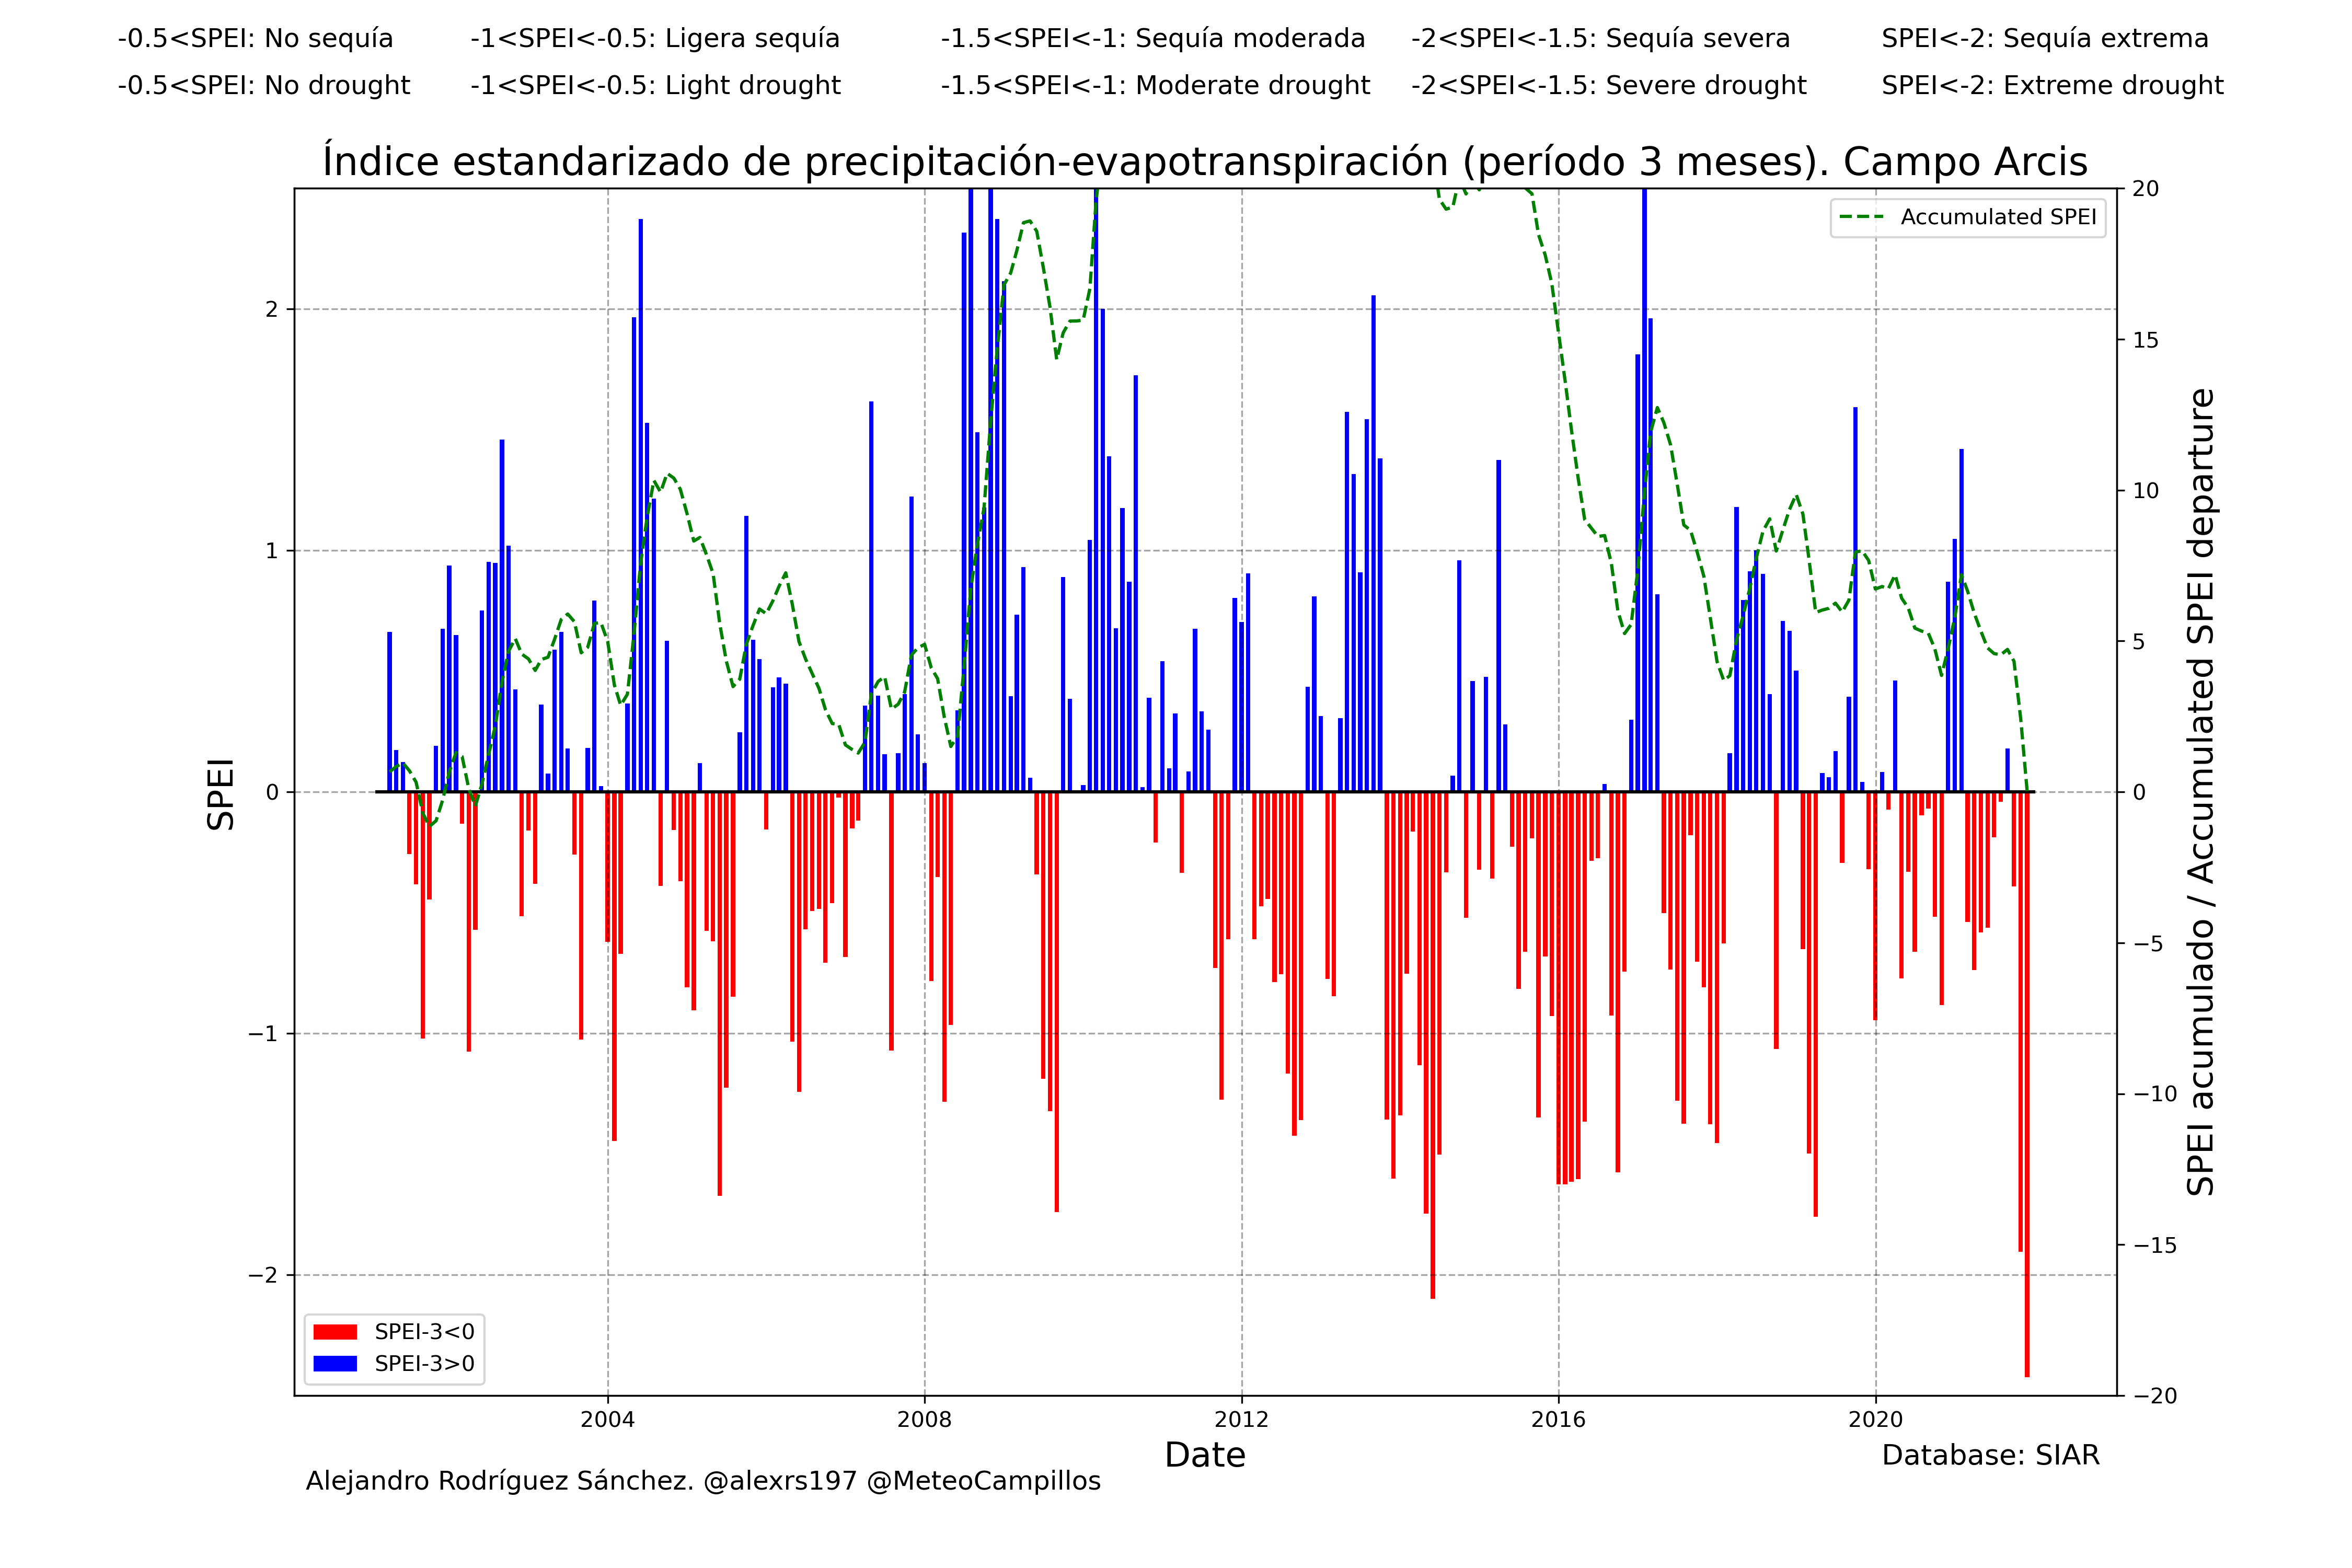 -0.5<SPEI: No sequía -1<SPEI<-0.5: Ligera sequía -1.5<SPEI<-1: Sequía moderada -2<SPEI<-1.5: Sequía severa SPEI<-2: Sequía extrema
-0.5<SPEI: No drought -1<SPEI<-0.5: Light drought -1.5<SPEI<-1: Moderate drought -2<SPEI<-1.5: Severe drought SPEI<-2: Extreme drought
Índice estandarizado de precipitación-evapotranspiración (período 3 meses). Campo Arcis
Accumulated SPEI
2
1
0
−1
−2
SPEI
20
15
10
5
0
−5
−10
−15
−20
SPEI acumulado / Accumulated SPEI departure
SPEI-3<0
SPEI-3>0
2004 2008 2012 2016 2020
Date
Database: SIAR
Alejandro Rodríguez Sánchez. @alexrs197 @MeteoCampillos